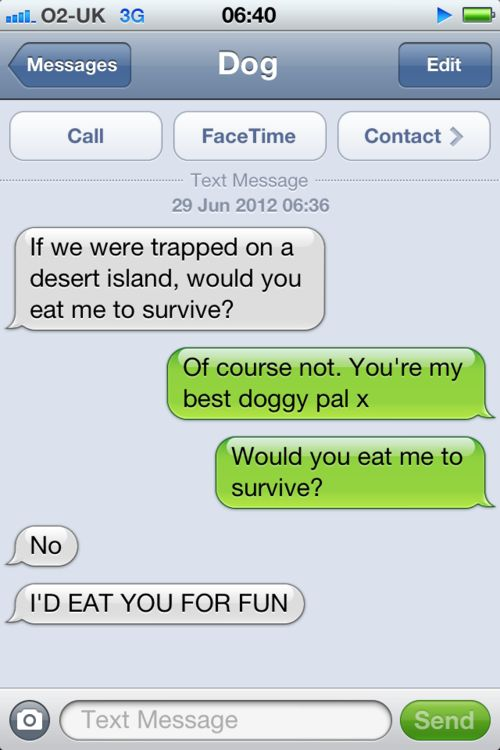 O2-UK 3G 06:40
Messages Dog Edit
Call FaceTime Contact
Text Message
29 Jun 2012 06:36
If we were trapped on a
desert island, would you
eat me to survive?
Of course not. You're my
best doggy pal x
Would you eat me to
survive?
No
I'D EAT YOU FOR FUN
Text Message Send